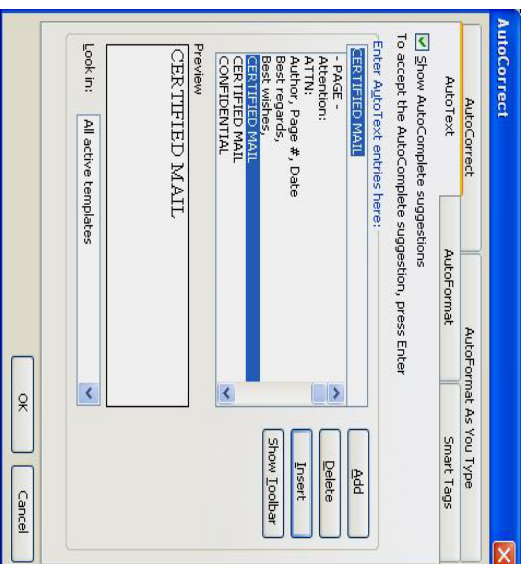 AutoCorrect
AutoCorrect
AutoFormat As You Type
AutoText
AutoFormat
Smart Tags
Show AutoComplete suggestions
To accept the AutoComplete suggestion, press Enter
Enter AutoText entries here:
CERTIFIED MAIL
Add
- PAGE -
Attention:
ATTN:
Author, Page #, Date
Best regards,
Best wishes,
CERTIFIED MAIL
CERTIFIED MAIL
CONFIDENTIAL
Delete
Insert
Show Toolbar
Preview
CERTIFIED MAIL
Look in:
All active templates
OK
Cancel